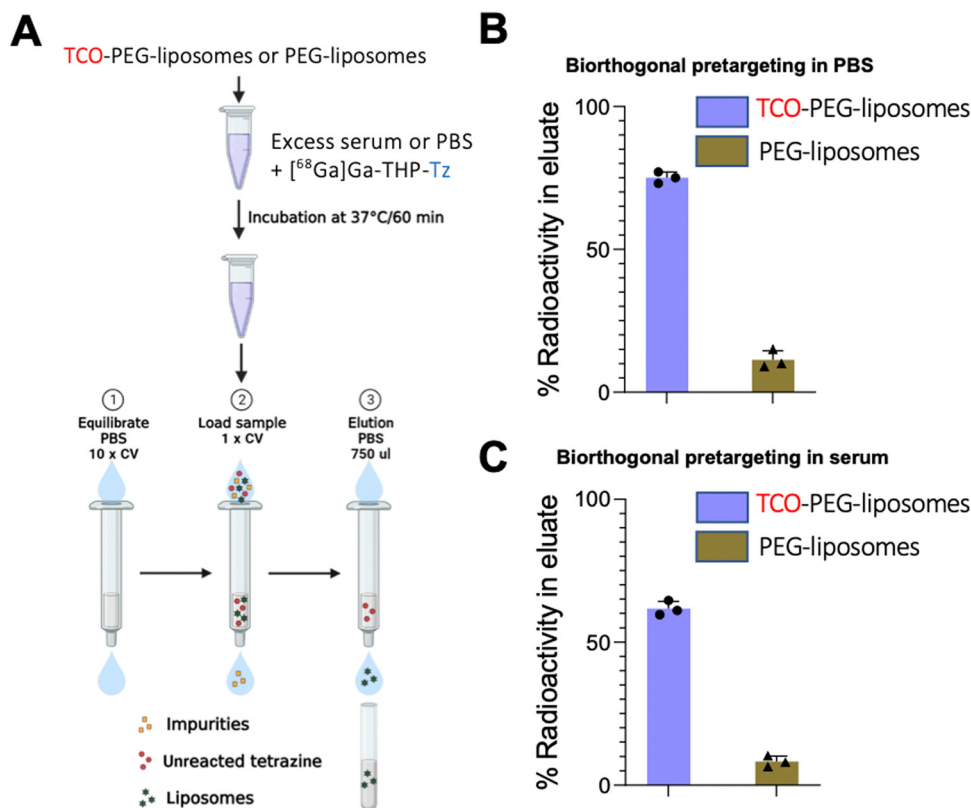 A
TCO-PEG-liposomes or PEG-liposomes
Excess serum or PBS
+ [⁶⁸Ga]Ga-THP-Tz
Incubation at 37°C/60 min
1
Equilibrate
PBS
10 x CV
2
Load sample
1 x CV
3
Elution
PBS
750 ul
Impurities
Unreacted tetrazine
Liposomes
B
Biorthogonal pretargeting in PBS
TCO-PEG-liposomes
PEG-liposomes
% Radioactivity in eluate
100
50
0
C
Biorthogonal pretargeting in serum
TCO-PEG-liposomes
PEG-liposomes
% Radioactivity in eluate
100
50
0